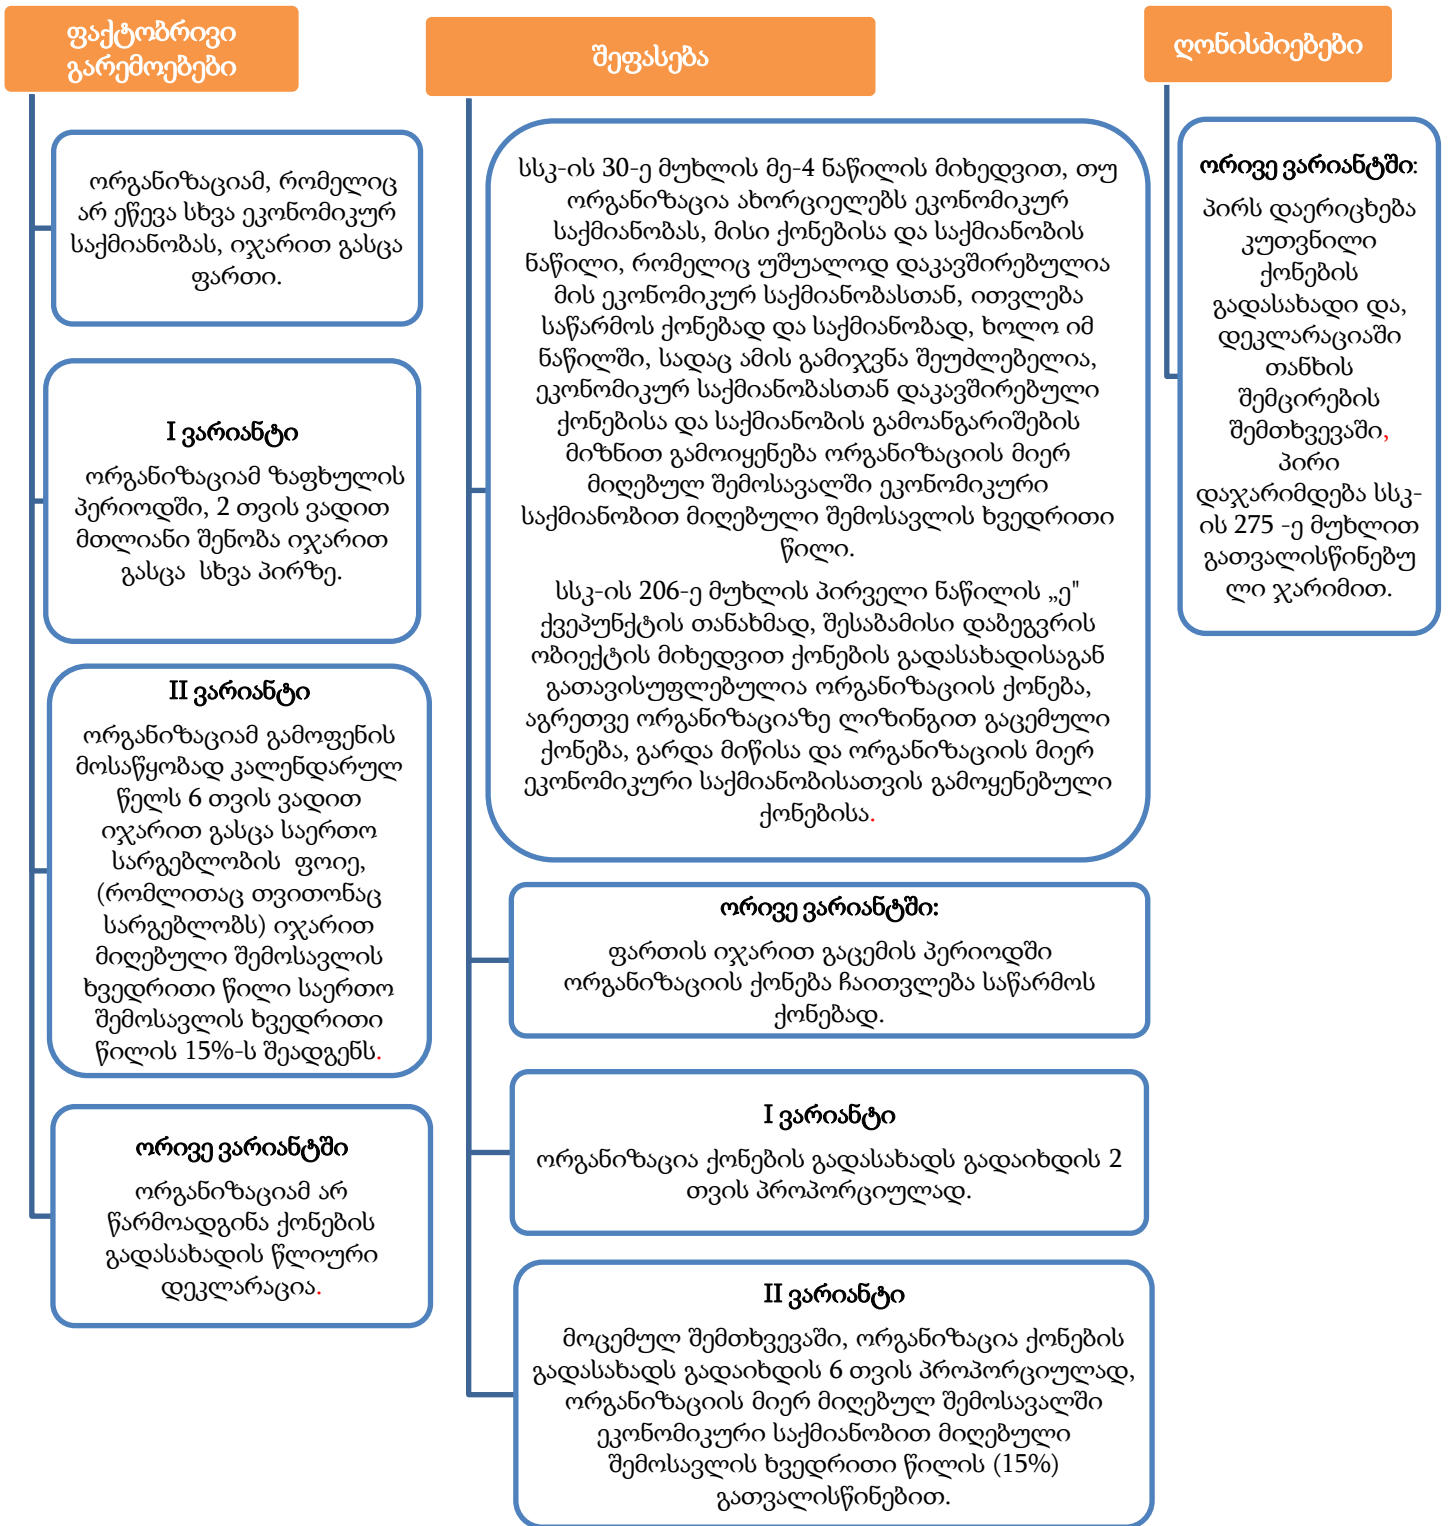 ფაქტობრივი
გარემოებები
ორგანიზაციამ, რომელიც
არ ეწევა სხვა ეკონომიკურ
საქმიანობას, იჯარით გასცა
ფართი.
I ვარიანტი
ორგანიზაციამ ზაფხულის
პერიოდში, 2 თვის ვადით
მთლიანი შენობა იჯარით
გასცა სხვა პირზე.
II ვარიანტი
ორგანიზაციამ გამოფენის
მოსაწყობად კალენდარულ
წელს 6 თვის ვადით
იჯარით გასცა საერთო
სარგებლობის ფოიე,
(რომლითაც თვითონაც
სარგებლობს) იჯარით
მიღებული შემოსავლის
ხვედრითი წილი საერთო
შემოსავლის ხვედრითი
წილის 15%-ს შეადგენს.
ორივე ვარიანტში
ორგანიზაციამ არ
წარმოადგინა ქონების
გადასახადის წლიური
დეკლარაცია.
შეფასება
სსკ-ის 30-ე მუხლის მე-4 ნაწილის მიხედვით, თუ
ორგანიზაცია ახორციელებს ეკონომიკურ
საქმიანობას, მისი ქონებისა და საქმიანობის
ნაწილი, რომელიც უშუალოდ დაკავშირებულია
მის ეკონომიკურ საქმიანობასთან, ითვლება
საწარმოს ქონებად და საქმიანობად, ხოლო იმ
ნაწილში, სადაც ამის გამიჯვნა შეუძლებელია,
ეკონომიკურ საქმიანობასთან დაკავშირებული
ქონებისა და საქმიანობის გამოანგარიშების
მიზნით გამოიყენება ორგანიზაციის მიერ
მიღებულ შემოსავალში ეკონომიკური
საქმიანობით მიღებული შემოსავლის ხვედრითი
წილი.
სსკ-ის 206-ე მუხლის პირველი ნაწილის „ე"
ქვეპუნქტის თანახმად, შესაბამისი დაბეგვრის
ობიექტის მიხედვით ქონების გადასახადისაგან
გათავისუფლებულია ორგანიზაციის ქონება,
აგრეთვე ორგანიზაციაზე ლიზინგით გაცემული
ქონება, გარდა მიწისა და ორგანიზაციის მიერ
ეკონომიკური საქმიანობისათვის გამოყენებული
ქონებისა.
ორივე ვარიანტში:
ფართის იჯარით გაცემის პერიოდში
ორგანიზაციის ქონება ჩაითვლება საწარმოს
ქონებად.
I ვარიანტი
ორგანიზაცია ქონების გადასახადს გადაიხდის 2
თვის პროპორციულად.
II ვარიანტი
მოცემულ შემთხვევაში, ორგანიზაცია ქონების
გადასახადს გადაიხდის 6 თვის პროპორციულად,
ორგანიზაციის მიერ მიღებულ შემოსავალში
ეკონომიკური საქმიანობით მიღებული
შემოსავლის ხვედრითი წილის (15%)
გათვალისწინებით.
ღონისძიებები
ორივე ვარიანტში:
პირს დაერიცხება
კუთვნილი
ქონების
გადასახადი და,
დეკლარაციაში
თანხის
შემცირების
შემთხვევაში,
პირი
დაჯარიმდება სსკ-
ის 275 -ე მუხლით
გათვალისწინებუ
ლი ჯარიმით.